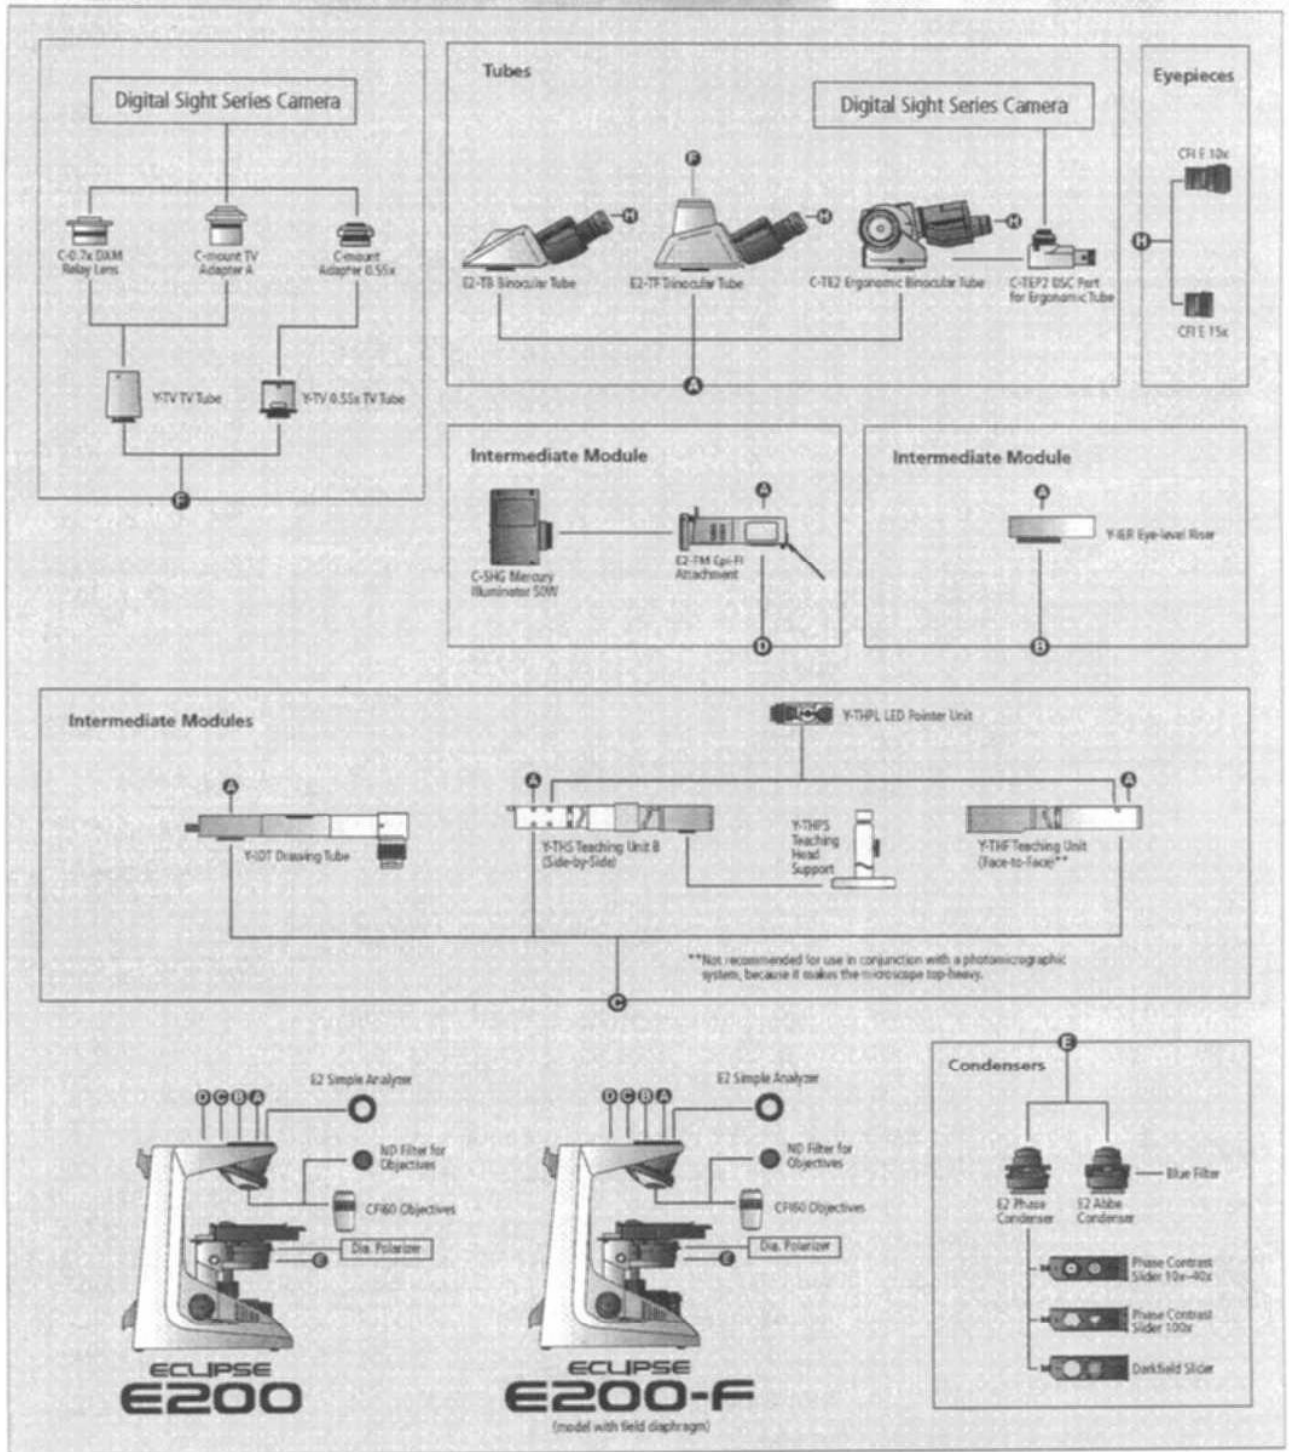 Digital Sight Series Camera
C-0.7x DXM
Relay Lens
C-mount TV
Adapter A
C-mount
Adapter 0.55x
Y-TV TV Tube
Y-TV 0.55x TV Tube
F
Tubes
Digital Sight Series Camera
F
H
H
H
E2-TB Binocular Tube
E2-TF Trinocular Tube
C-TE2 Ergonomic Binocular Tube
C-TEP2 DSC Port
for Ergonomic Tube
A
Eyepieces
CFI E 10x
H
CFI E 15x
Intermediate Module
A
C-SHG Mercury
Illuminator 50W
E2-FM Epi-Fl
Attachment
D
Intermediate Module
A
Y-IER Eye-level Riser
B
Intermediate Modules
Y-THPL LED Pointer Unit
A
A
A
Y-IDT Drawing Tube
Y-THS Teaching Unit B
(Side-by-Side)
Y-THPS
Teaching
Head
Support
Y-THF Teaching Unit
(Face-to-Face)**
**Not recommended for use in conjunction with a photomicrographic
system, because it makes the microscope top-heavy.
C
E2 Simple Analyzer
D C B A
ND Filter for
Objectives
CFI60 Objectives
Dia. Polarizer
E
ECLIPSE
E200
E2 Simple Analyzer
D C B A
ND Filter for
Objectives
CFI60 Objectives
Dia. Polarizer
E
ECLIPSE
E200-F
(model with field diaphragm)
E
Condensers
Blue Filter
E2 Phase
Condenser
E2 Abbe
Condenser
Phase Contrast
Slider 10x-40x
Phase Contrast
Slider 100x
Darkfield Slider